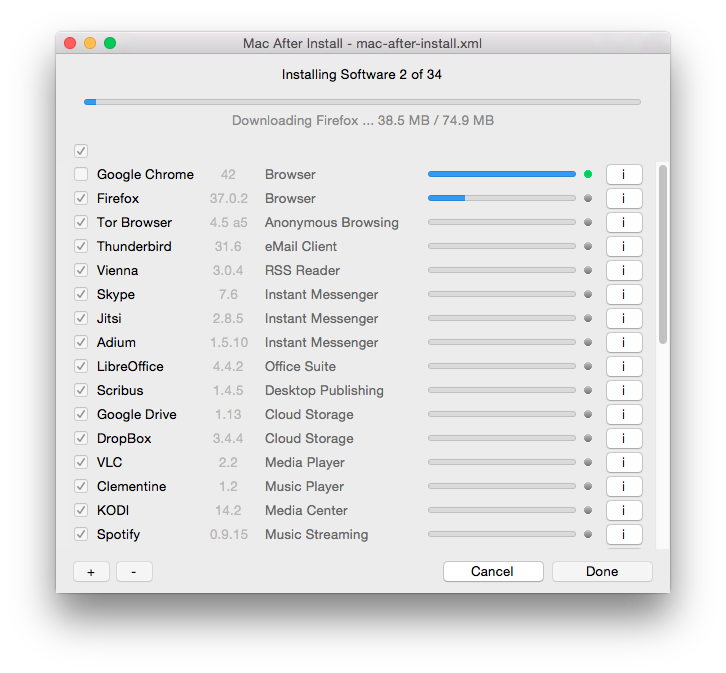 Mac After Install - mac-after-install.xml
Installing Software 2 of 34
Downloading Firefox ... 38.5 MB / 74.9 MB
Google Chrome 42 Browser i
Firefox 37.0.2 Browser i
Tor Browser 4.5 a5 Anonymous Browsing i
Thunderbird 31.6 eMail Client i
Vienna 3.0.4 RSS Reader i
Skype 7.6 Instant Messenger i
Jitsi 2.8.5 Instant Messenger i
Adium 1.5.10 Instant Messenger i
LibreOffice 4.4.2 Office Suite i
Scribus 1.4.5 Desktop Publishing i
Google Drive 1.13 Cloud Storage i
DropBox 3.4.4 Cloud Storage i
VLC 2.2 Media Player i
Clementine 1.2 Music Player i
KODI 14.2 Media Center i
Spotify 0.9.15 Music Streaming i
+ - Cancel Done